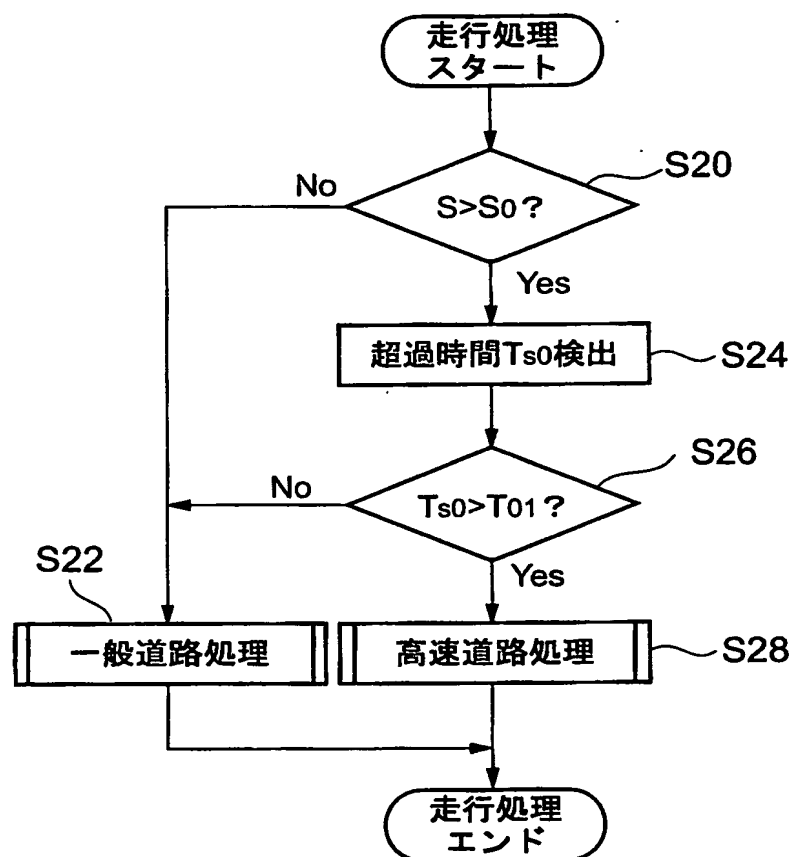 走行処理
スタート
S20
No
S>S0？
Yes
超過時間Ts0検出
S24
S26
No
Ts0>T01？
S22
Yes
一般道路処理
高速道路処理
S28
走行処理
エンド